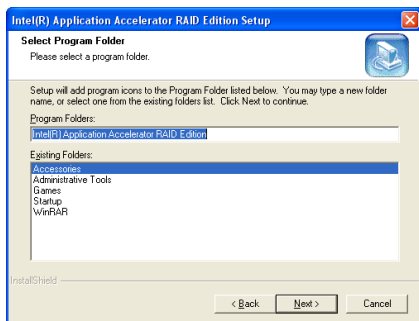 Intel(R) Application Accelerator RAID Edition Setup
Select Program Folder
Please select a program folder.
Setup will add program icons to the Program Folder listed below. You may type a new folder
name, or select one from the existing folders list. Click Next to continue.
Program Folders:
Intel(R) Application Accelerator RAID Edition
Existing Folders:
Accessories
Administrative Tools
Games
Startup
WinRAR
InstallShield
< Back
Next >
Cancel